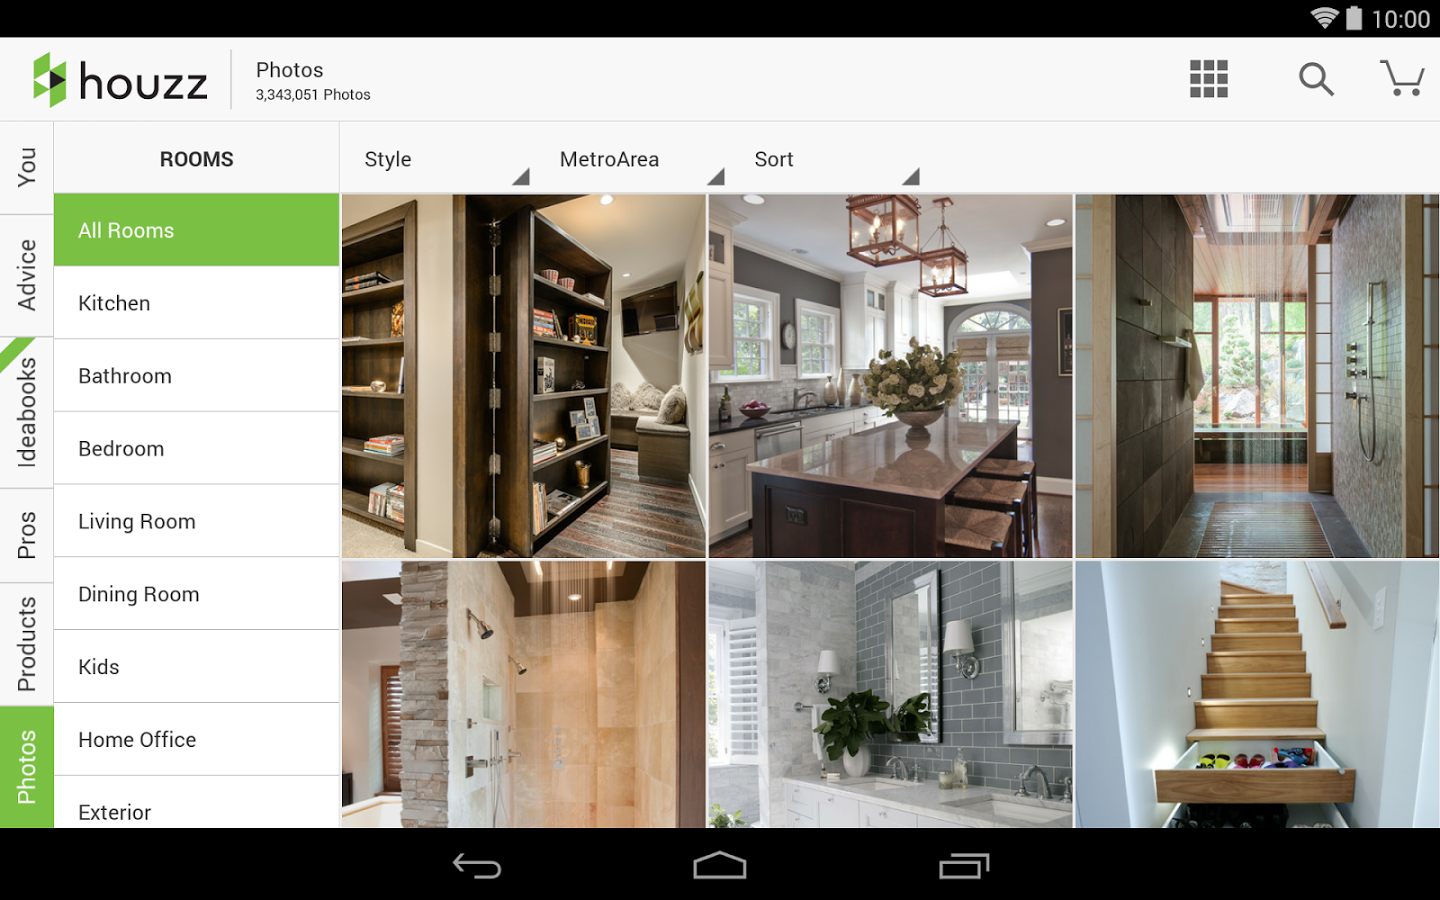 10:00
houzz
Photos
3,343,051 Photos
You
Advice
Ideabooks
Pros
Products
Photos
ROOMS
All Rooms
Kitchen
Bathroom
Bedroom
Living Room
Dining Room
Kids
Home Office
Exterior
Style
MetroArea
Sort